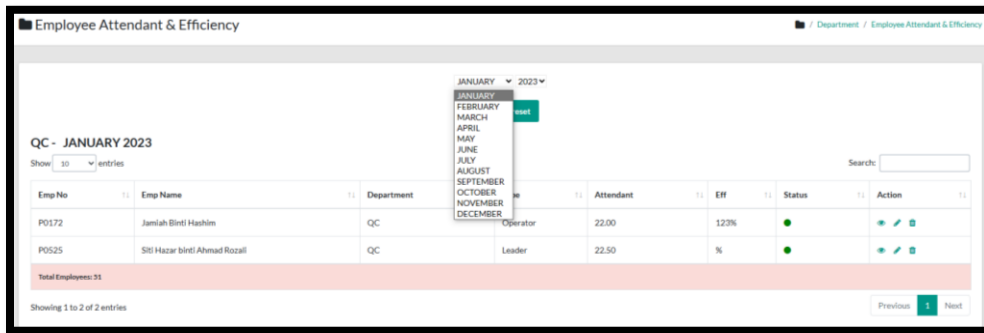 Employee Attendant & Efficiency
/ Department / Employee Attendant & Efficiency
JANUARY 2023
JANUARY
FEBRUARY
MARCH
APRIL
MAY
JUNE
JULY
AUGUST
SEPTEMBER
OCTOBER
NOVEMBER
DECEMBER
QC - JANUARY 2023
Show 10 entries
Search:
Emp No Emp Name Department Attendant Eff Status Action
P0172 Jamiah Binti Hashim QC Operator 22.00 123%
P0525 Siti Hazar binti Ahmad Rozali QC Leader 22.50 %
Total Employees: 51
Showing 1 to 2 of 2 entries
Previous 1 Next